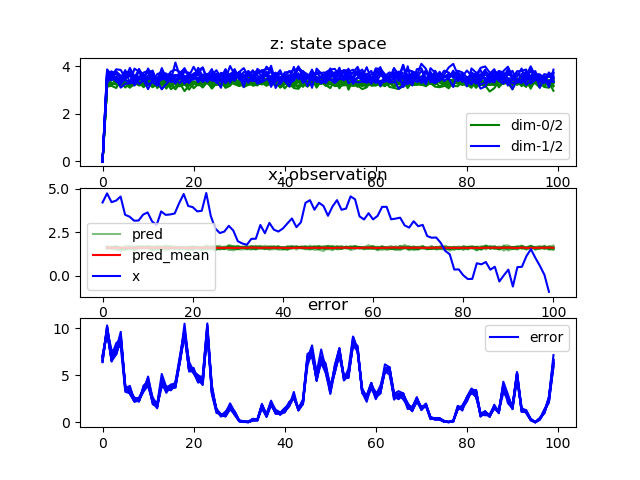 z: state space
4
2
0
dim-0/2
dim-1/2
0 20 40 60 80 100
x: observation
5.0
2.5
0.0
pred
pred_mean
x
0 20 40 60 80 100
error
10
5
0
error
0 20 40 60 80 100